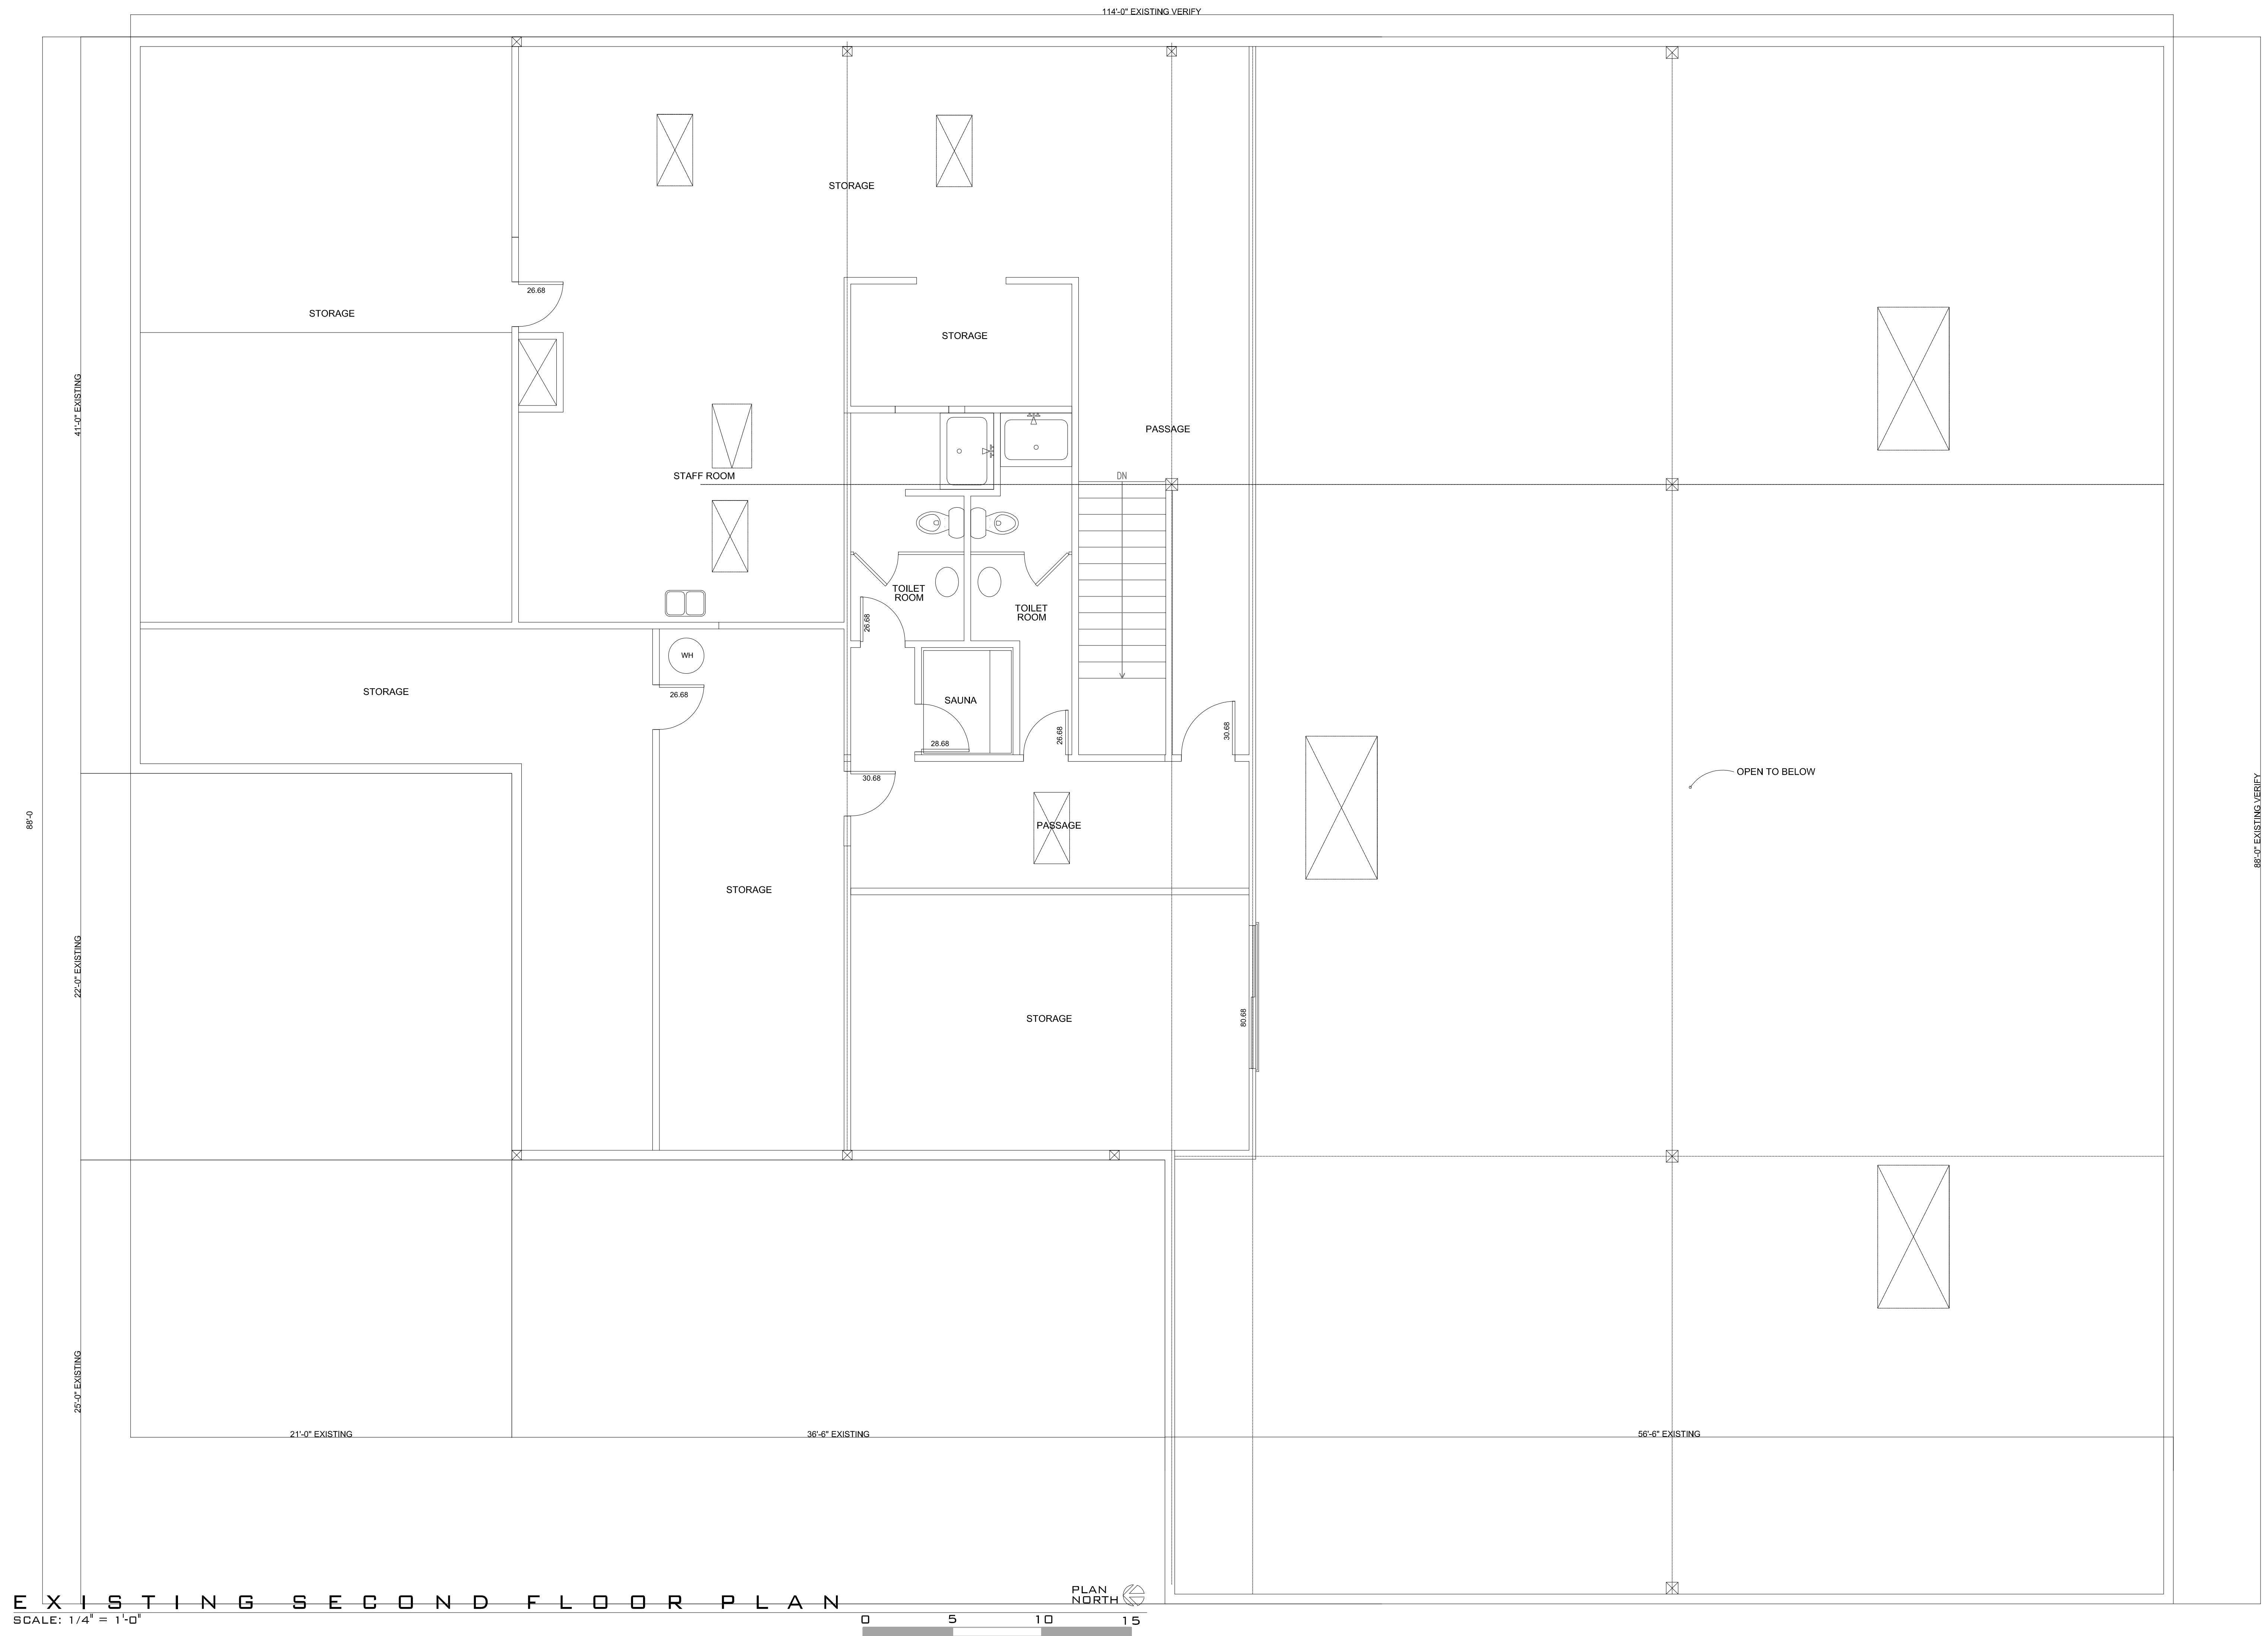 114'-0" EXISTING VERIFY
STORAGE
26.68
STORAGE
STORAGE
41'-0" EXISTING
PASSAGE
STAFF ROOM
DN
TOILET
ROOM
TOILET
ROOM
26.68
WH
STORAGE
26.68
SAUNA
28.68
26.68
30.68
30.68
OPEN TO BELOW
88'-0
88'-0" EXISTING VERIFY
PASSAGE
STORAGE
22'-0" EXISTING
STORAGE
80.68
25'-0" EXISTING
21'-0" EXISTING
36'-6" EXISTING
56'-6" EXISTING
EXISTING SECOND FLOOR PLAN
SCALE: 1/4" = 1'-0"
PLAN
NORTH
0 5 10 15